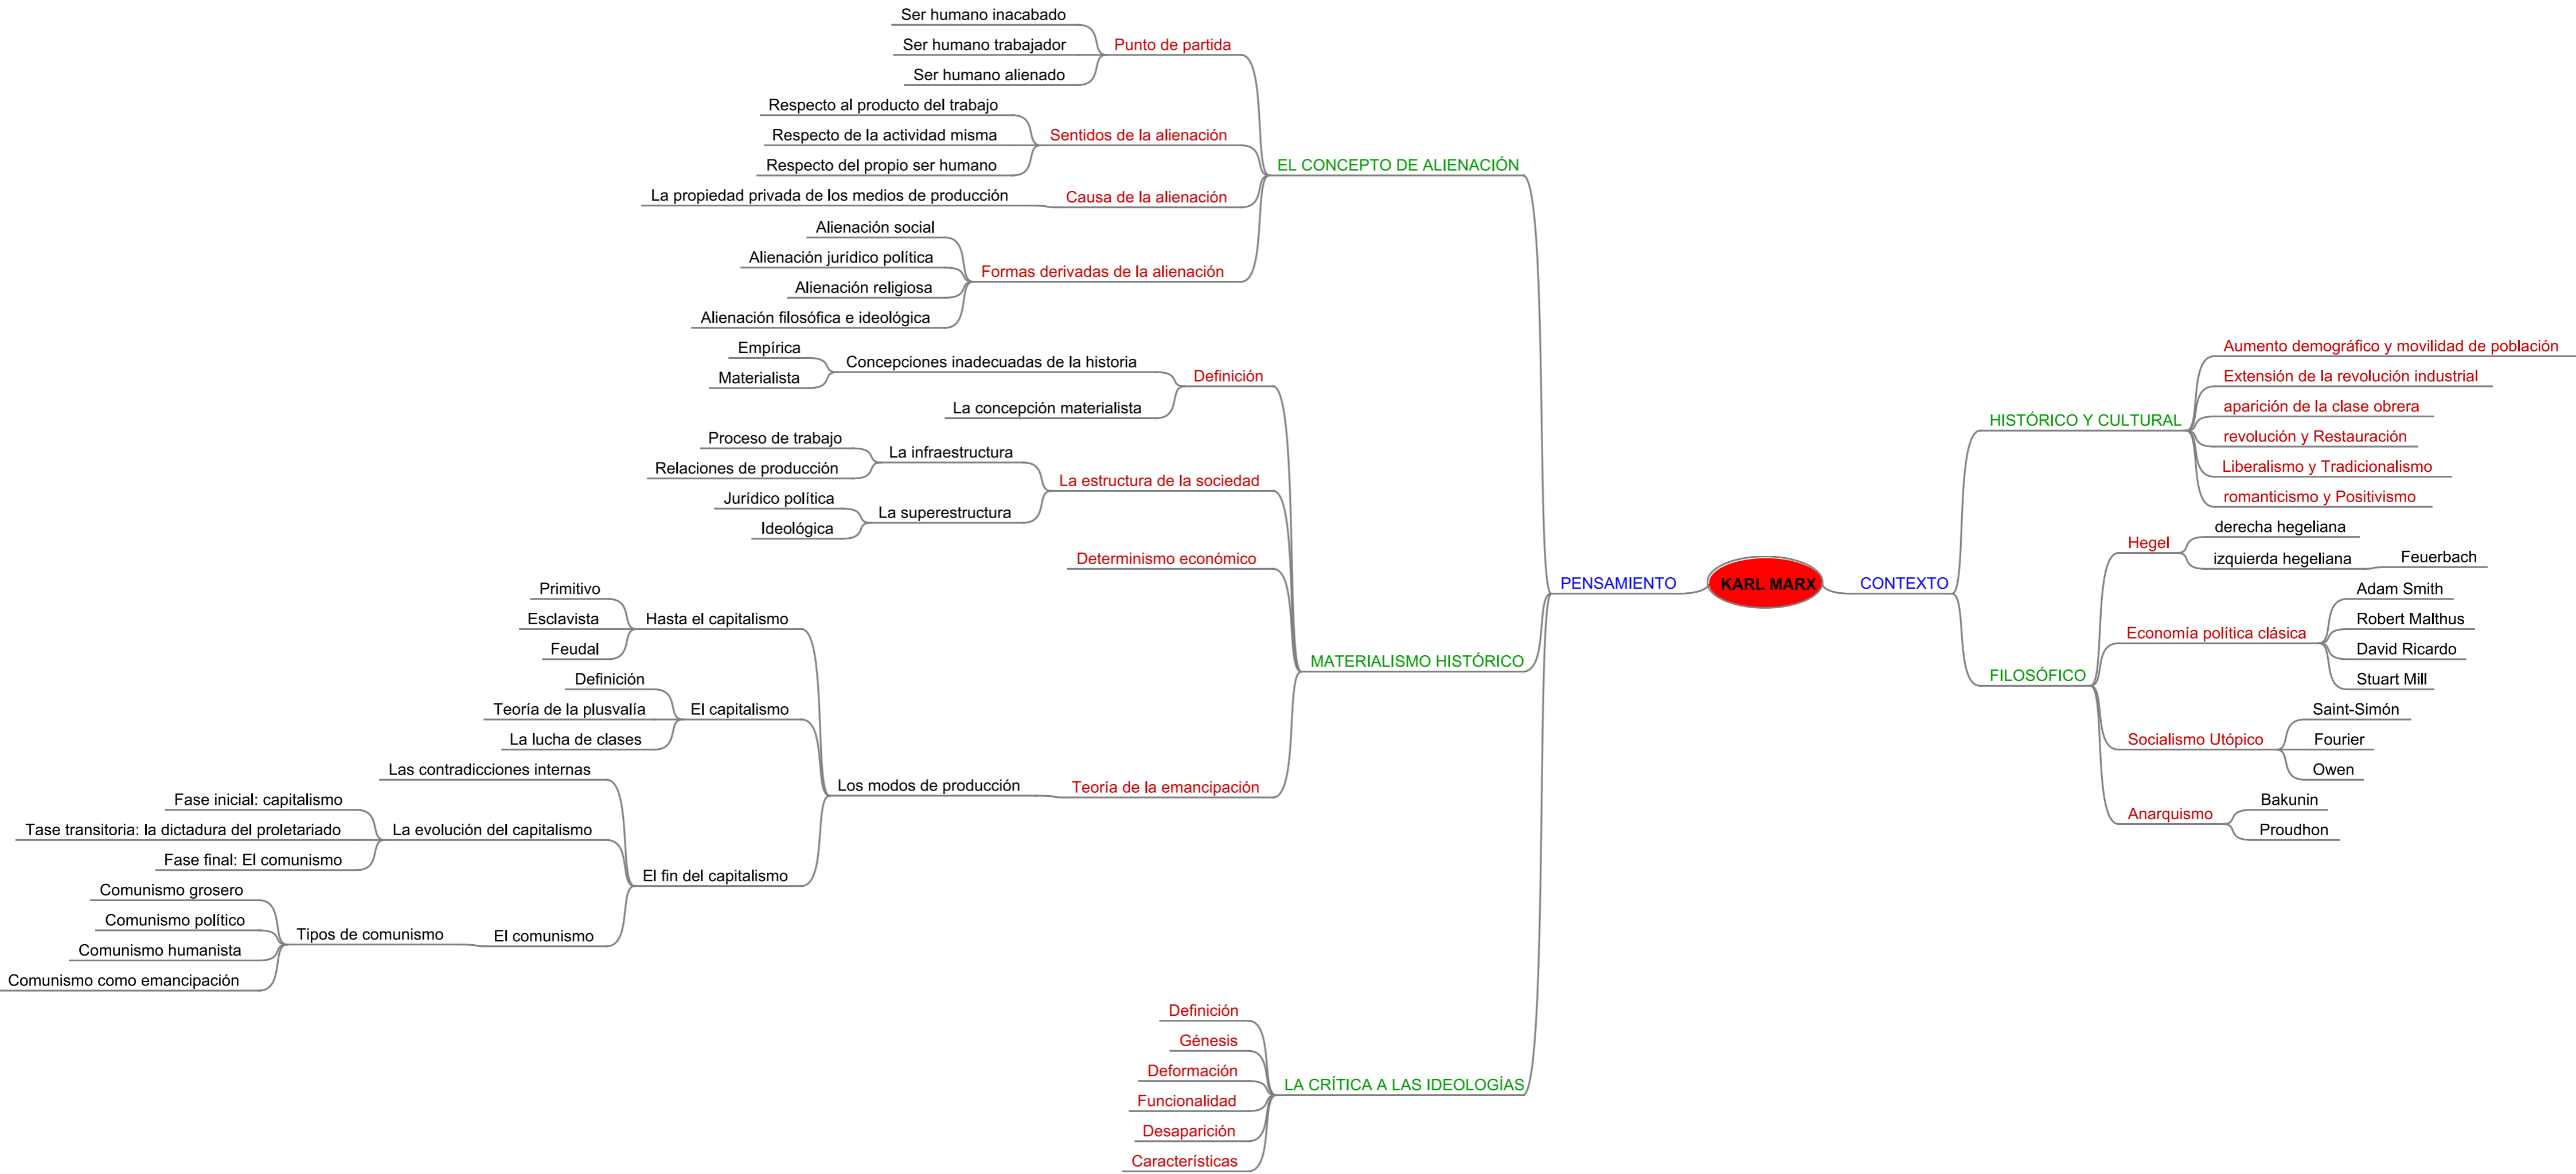 KARL MARX
PENSAMIENTO
EL CONCEPTO DE ALIENACIÓN
Punto de partida
Ser humano inacabado
Ser humano trabajador
Ser humano alienado
Sentidos de la alienación
Respecto al producto del trabajo
Respecto de la actividad misma
Respecto del propio ser humano
Causa de la alienación
La propiedad privada de los medios de producción
Formas derivadas de la alienación
Alienación social
Alienación jurídico política
Alienación religiosa
Alienación filosófica e ideológica
MATERIALISMO HISTÓRICO
Definición
Concepciones inadecuadas de la historia
Empírica
Materialista
La concepción materialista
La estructura de la sociedad
La infraestructura
Proceso de trabajo
Relaciones de producción
La superestructura
Jurídico política
Ideológica
Determinismo económico
Teoría de la emancipación
Los modos de producción
Hasta el capitalismo
Primitivo
Esclavista
Feudal
El capitalismo
Definición
Teoría de la plusvalía
La lucha de clases
El fin del capitalismo
Las contradicciones internas
La evolución del capitalismo
Fase inicial: capitalismo
Tase transitoria: la dictadura del proletariado
Fase final: El comunismo
El comunismo
Tipos de comunismo
Comunismo grosero
Comunismo político
Comunismo humanista
Comunismo como emancipación
LA CRÍTICA A LAS IDEOLOGÍAS
Definición
Génesis
Deformación
Funcionalidad
Desaparición
Características
CONTEXTO
HISTÓRICO Y CULTURAL
Aumento demográfico y movilidad de población
Extensión de la revolución industrial
aparición de la clase obrera
revolución y Restauración
Liberalismo y Tradicionalismo
romanticismo y Positivismo
FILOSÓFICO
Hegel
derecha hegeliana
izquierda hegeliana
Feuerbach
Economía política clásica
Adam Smith
Robert Malthus
David Ricardo
Stuart Mill
Socialismo Utópico
Saint-Simón
Fourier
Owen
Anarquismo
Bakunin
Proudhon